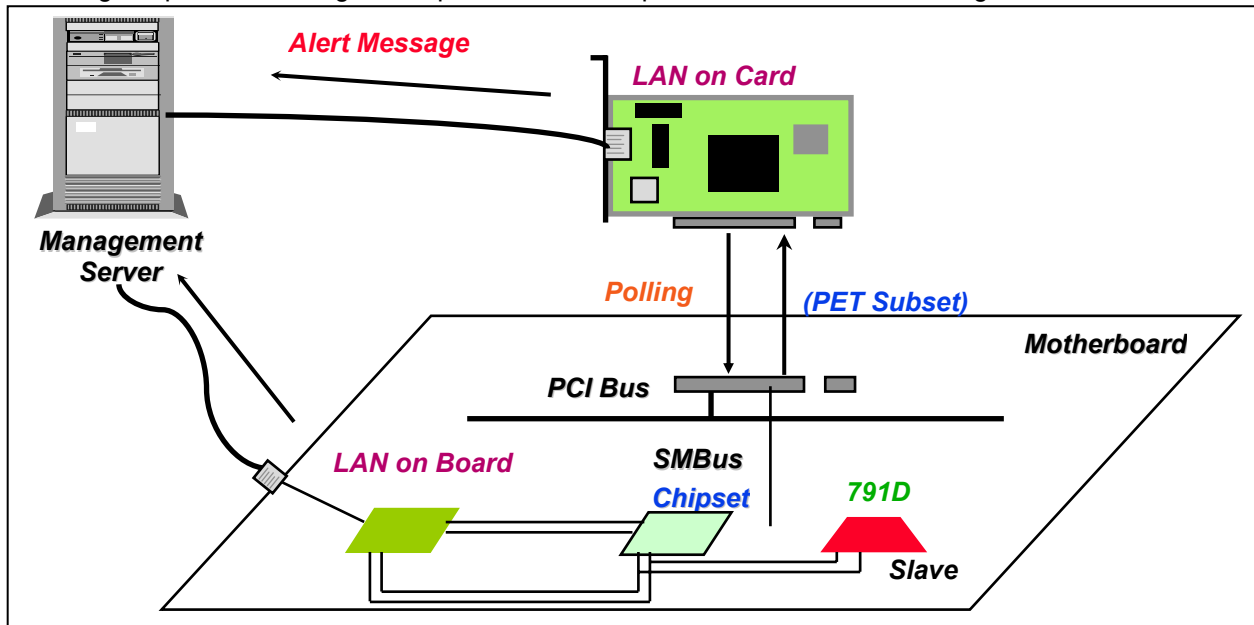 Alert Message
LAN on Card
Management
Server
Polling
(PET Subset)
Motherboard
PCI Bus
LAN on Board
SMBus
Chipset
791D
Slave